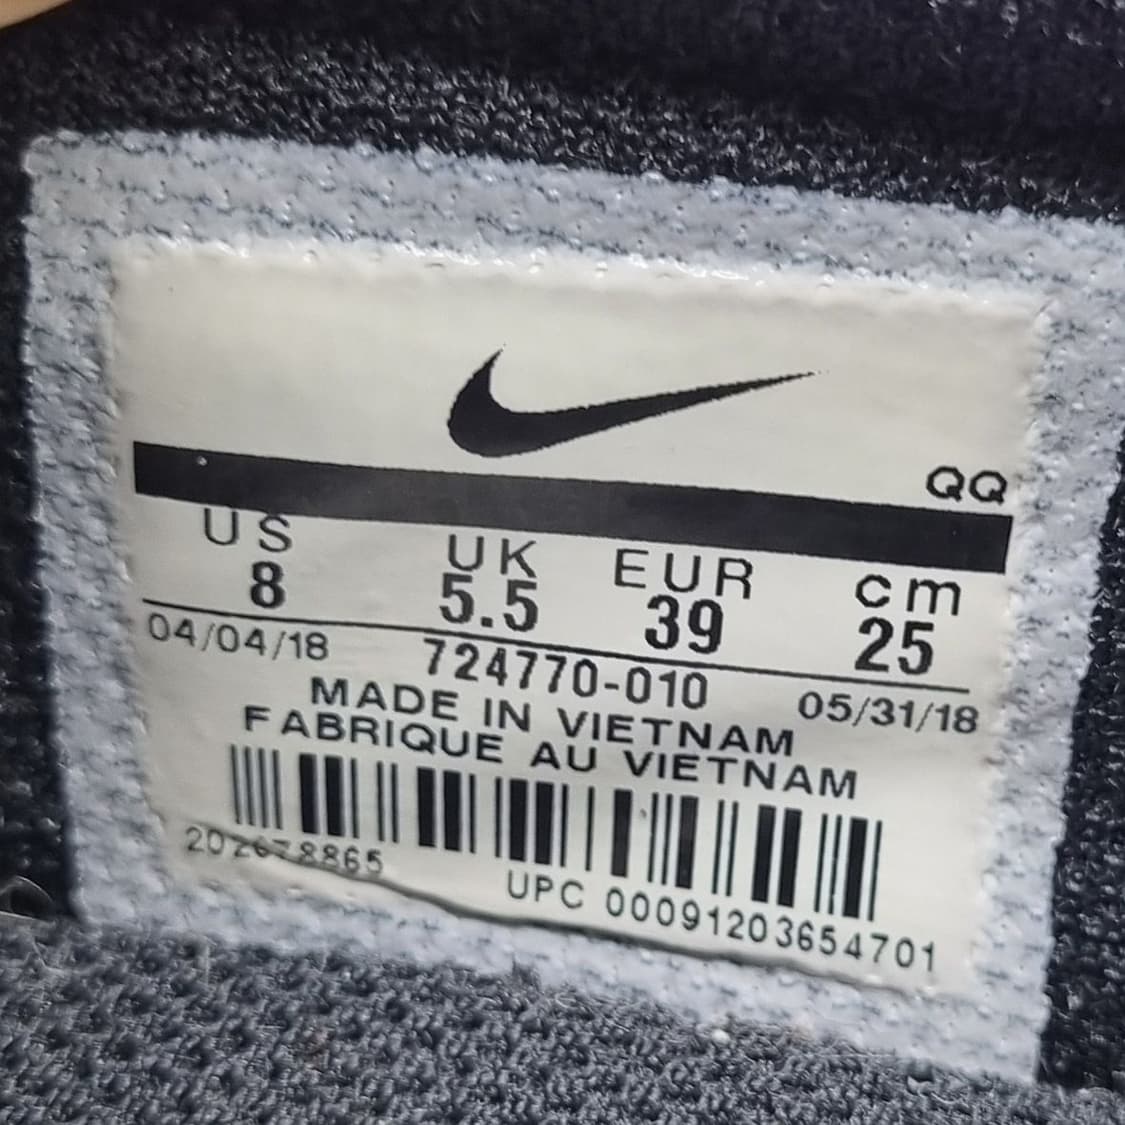 QQ
US UK EUR cm
8 5.5 39 25
04/04/18 724770-010 05/31/18
MADE IN VIETNAM
FABRIQUE AU VIETNAM
UPC 00091203654701